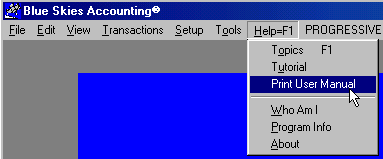 Blue Skies Accounting®
File Edit View Transactions Setup Tools Help=F1 PROGRESSIVE
Topics F1
Tutorial
Print User Manual
Who Am I
Program Info
About